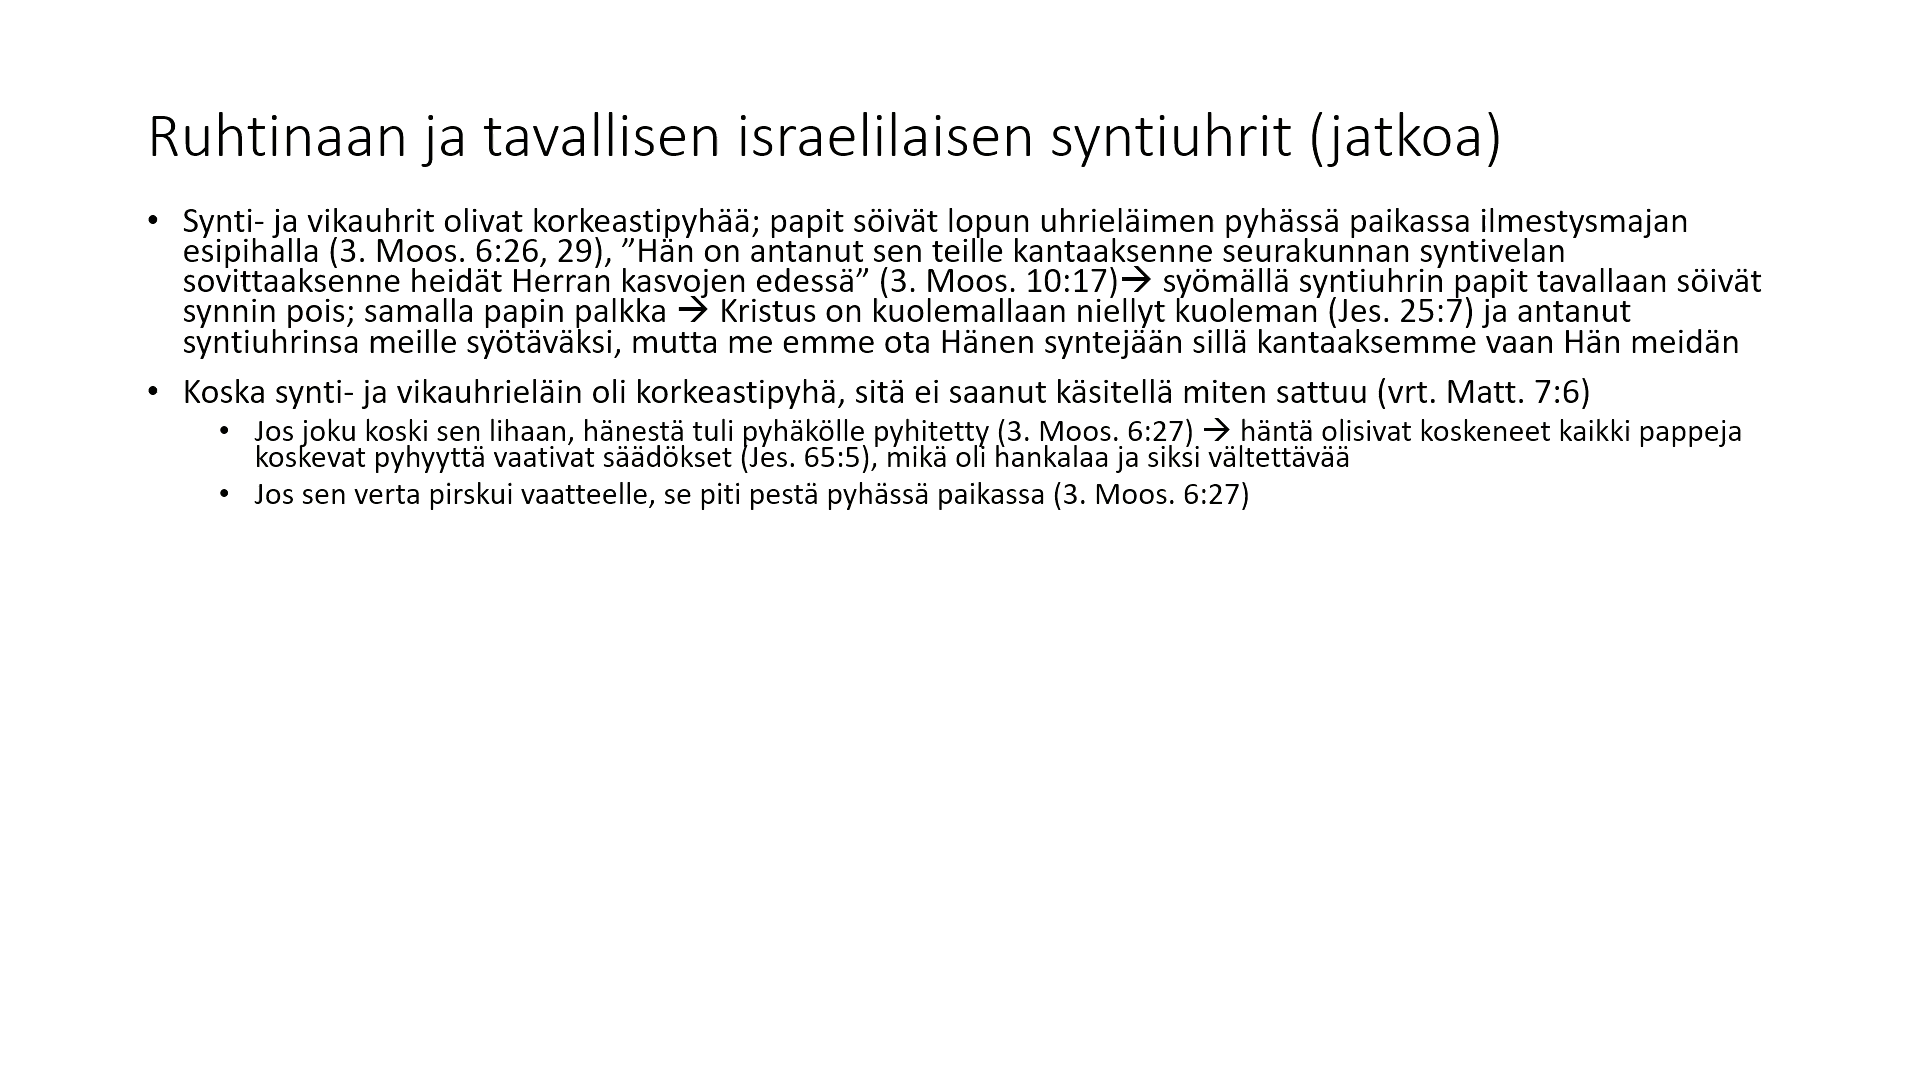 Ruhtinaan ja tavallisen israelilaisen syntiuhrit (jatkoa)
• Synti- ja vikauhrit olivat korkeastipyhää; papit söivät lopun uhrieläimen pyhässä paikassa ilmestysmajan
esipihalla (3. Moos. 6:26, 29), ”Hän on antanut sen teille kantaaksenne seurakunnan syntivelan
sovittaaksenne heidät Herran kasvojen edessä” (3. Moos. 10:17)→ syömällä syntiuhrin papit tavallaan söivät
synnin pois; samalla papin palkka → Kristus on kuolemallaan niellyt kuoleman (Jes. 25:7) ja antanut
syntiuhrinsa meille syötäväksi, mutta me emme ota Hänen syntejään sillä kantaaksemme vaan Hän meidän
• Koska synti- ja vikauhrieläin oli korkeastipyhä, sitä ei saanut käsitellä miten sattuu (vrt. Matt. 7:6)
• Jos joku koski sen lihaan, hänestä tuli pyhäkölle pyhitetty (3. Moos. 6:27) → häntä olisivat koskeneet kaikki pappeja
koskevat pyhyyttä vaativat säädökset (Jes. 65:5), mikä oli hankalaa ja siksi vältettävää
• Jos sen verta pirskui vaatteelle, se piti pestä pyhässä paikassa (3. Moos. 6:27)